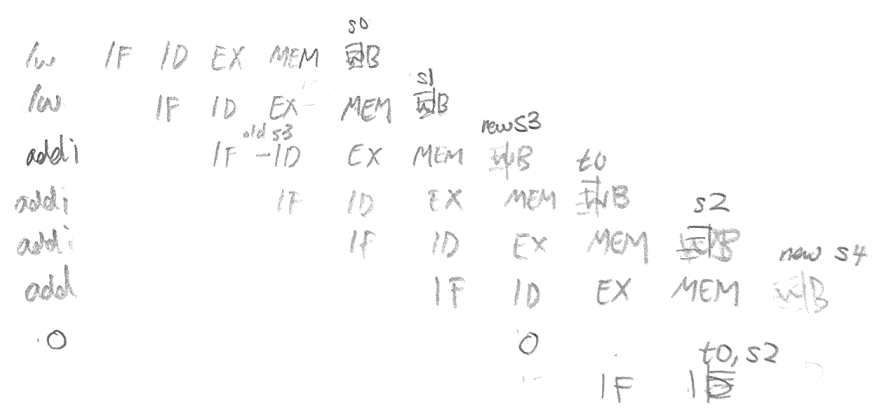 s0
lw IF ID EX MEM WB
s1
lw IF ID EX MEM WB
old s3 new s3
addi IF -ID EX MEM WB t0
addi IF ID EX MEM WB s2
addi IF ID EX MEM WB new s4
add IF ID EX MEM WB
O O t0, s2
IF ID